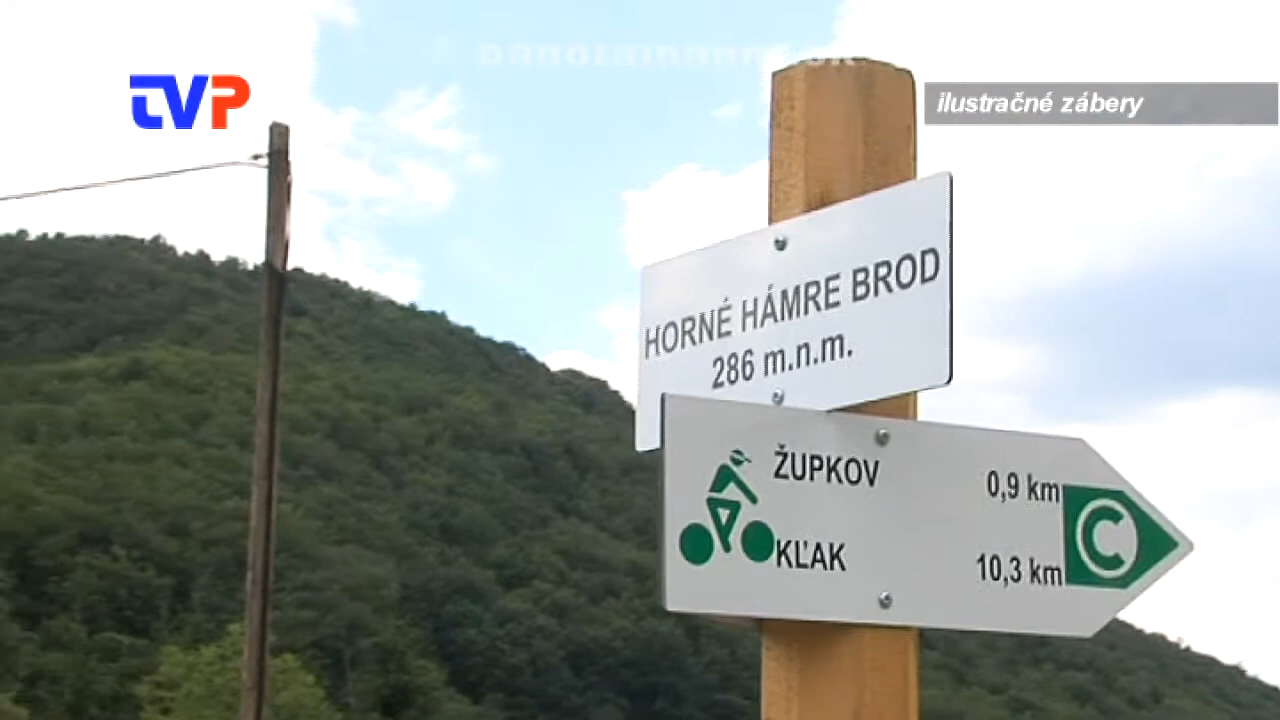 TVP
ilustračné zábery
HORNÉ HÁMRE BROD
286 m.n.m.
ŽUPKOV 0,9 km
KĽAK 10,3 km
C